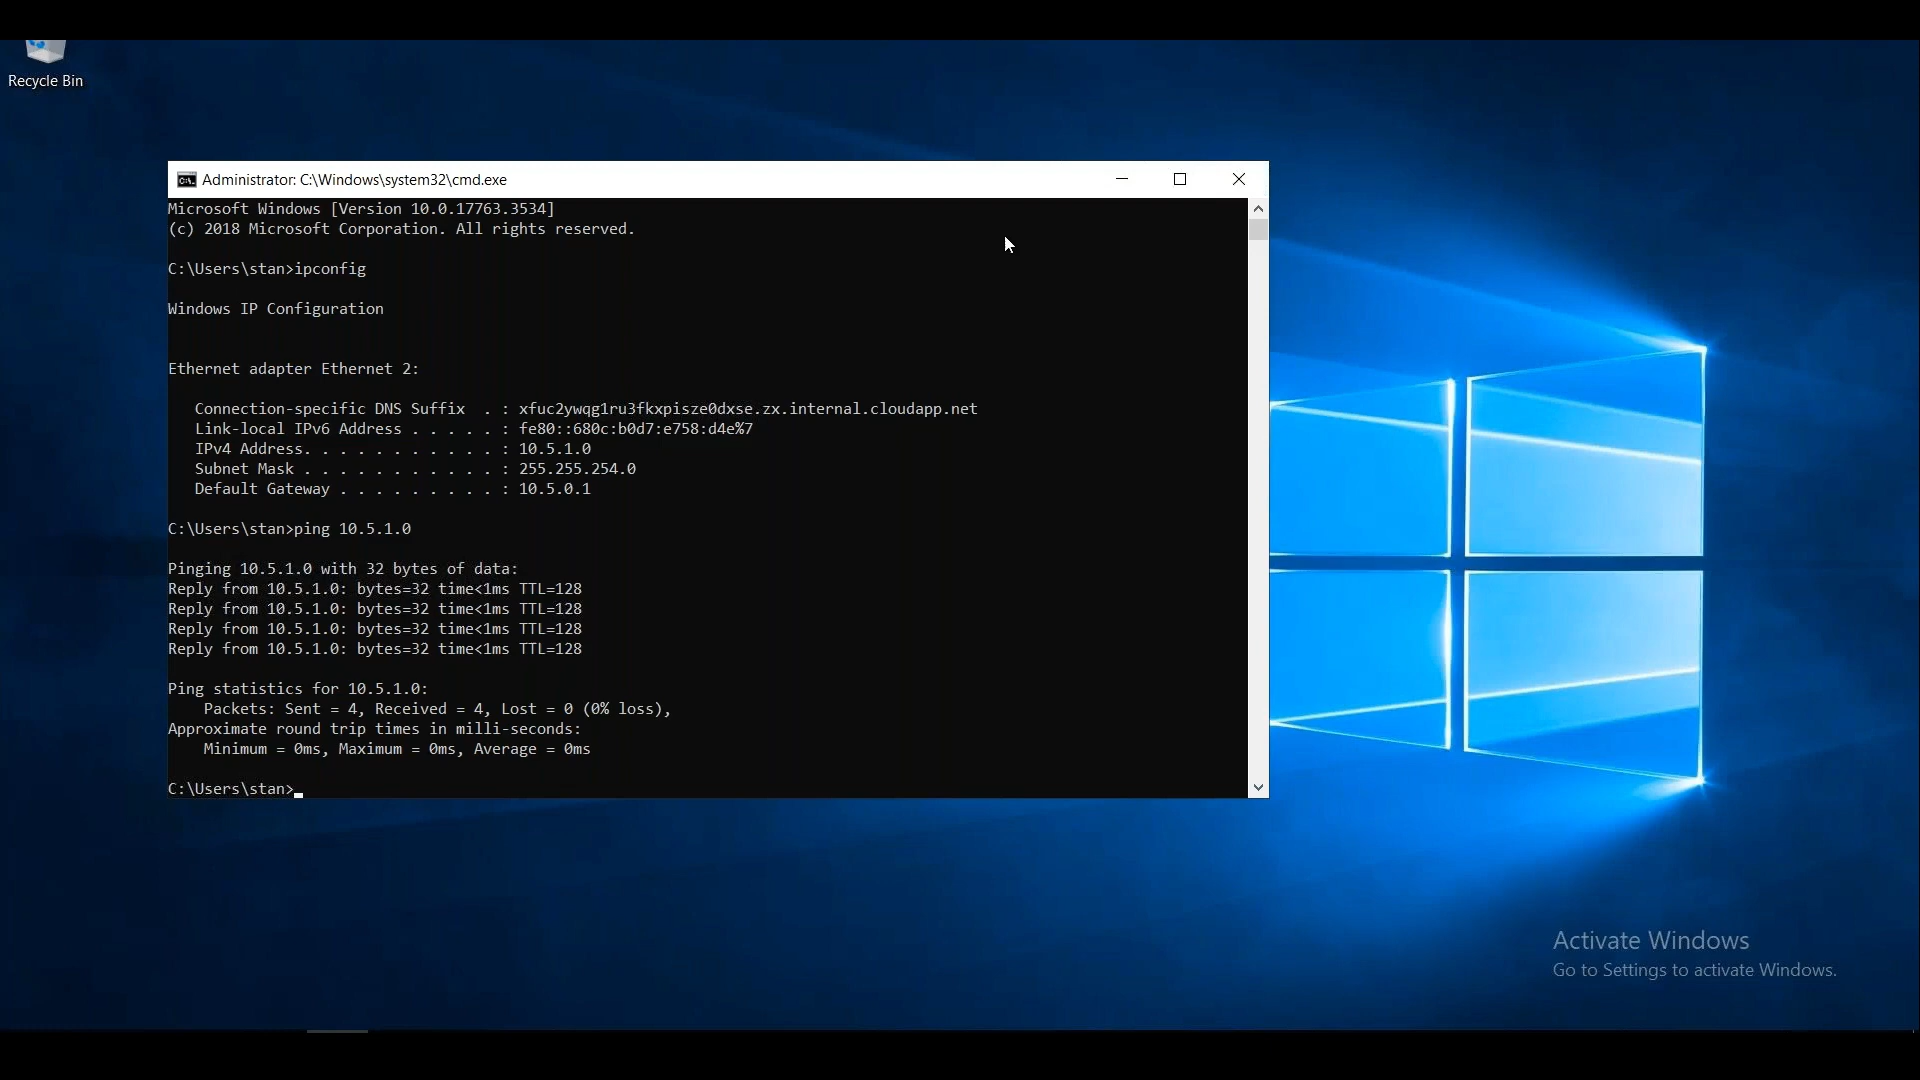 Recycle Bin
Administrator: C:\Windows\system32\cmd.exe
Microsoft Windows [Version 10.0.17763.3534]
(c) 2018 Microsoft Corporation. All rights reserved.
C:\Users\stan>ipconfig
Windows IP Configuration
Ethernet adapter Ethernet 2:
Connection-specific DNS Suffix  . : xfuc2ywqg1ru3fkxpisze0dxse.zx.internal.cloudapp.net
Link-local IPv6 Address . . . . . : fe80::680c:b0d7:e758:d4e%7
IPv4 Address. . . . . . . . . . . : 10.5.1.0
Subnet Mask . . . . . . . . . . . : 255.255.254.0
Default Gateway . . . . . . . . . : 10.5.0.1
C:\Users\stan>ping 10.5.1.0
Pinging 10.5.1.0 with 32 bytes of data:
Reply from 10.5.1.0: bytes=32 time<1ms TTL=128
Reply from 10.5.1.0: bytes=32 time<1ms TTL=128
Reply from 10.5.1.0: bytes=32 time<1ms TTL=128
Reply from 10.5.1.0: bytes=32 time<1ms TTL=128
Ping statistics for 10.5.1.0:
Packets: Sent = 4, Received = 4, Lost = 0 (0% loss),
Approximate round trip times in milli-seconds:
Minimum = 0ms, Maximum = 0ms, Average = 0ms
C:\Users\stan>
Activate Windows
Go to Settings to activate Windows.